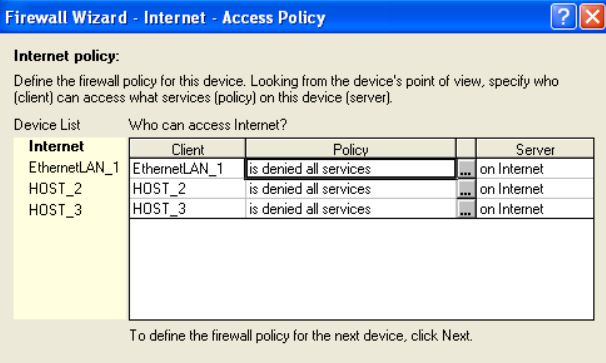 Firewall Wizard - Internet - Access Policy
Internet policy:
Define the firewall policy for this device. Looking from the device's point of view, specify who
(client) can access what services (policy) on this device (server).
Device List Who can access Internet?
Internet Client Policy Server
EthernetLAN_1 EthernetLAN_1 is denied all services ... on Internet
HOST_2 HOST_2 is denied all services ... on Internet
HOST_3 HOST_3 is denied all services ... on Internet
To define the firewall policy for the next device, click Next.